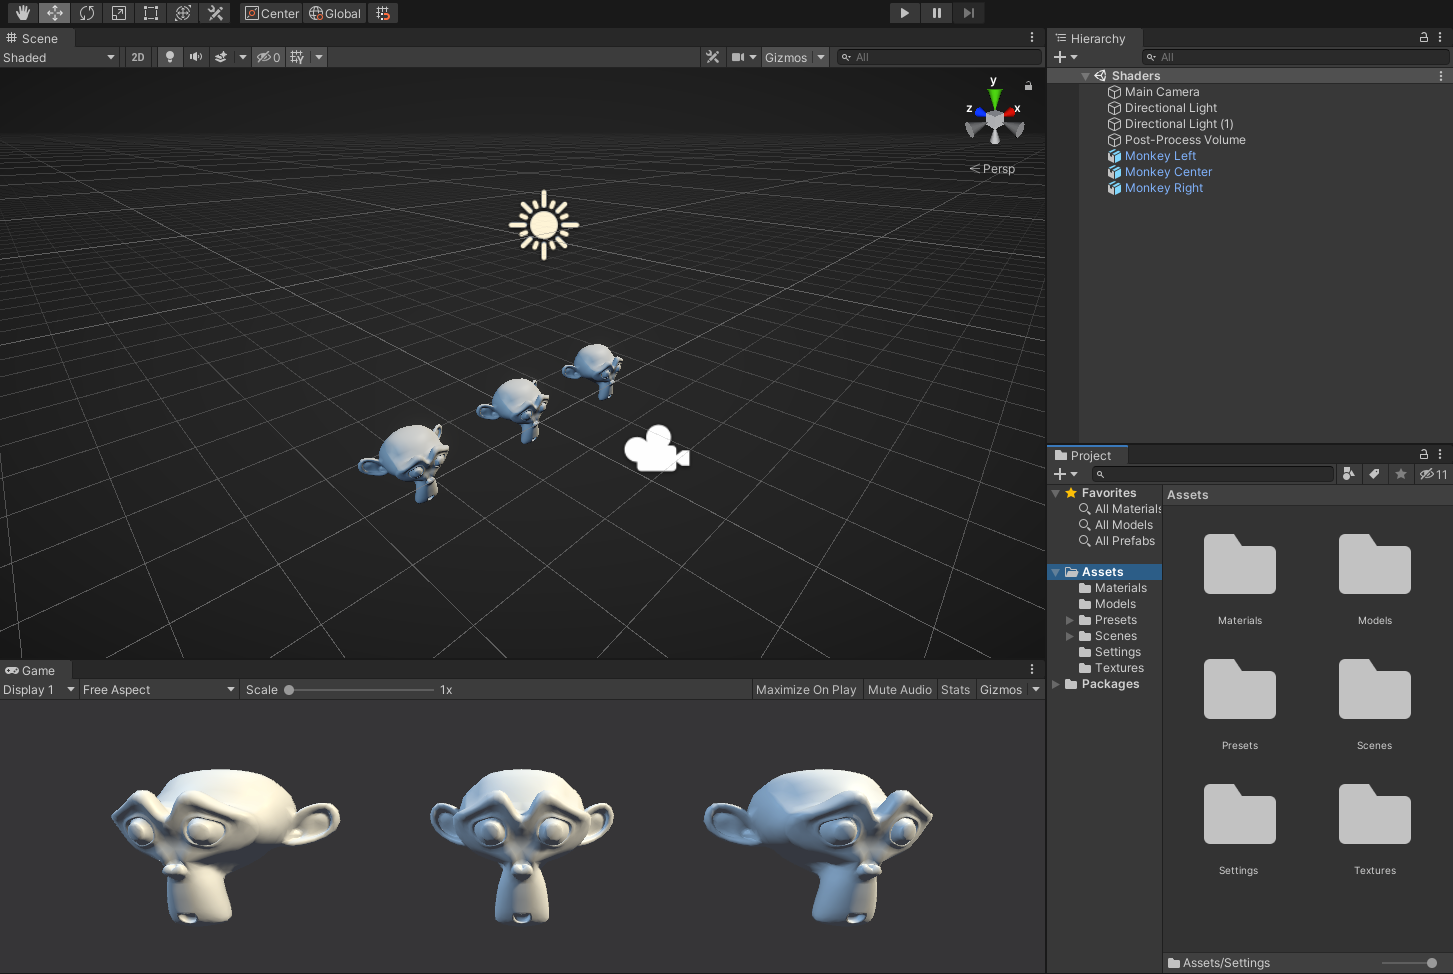 Center Global
Scene
Shaded 2D 0 Gizmos All
y
z x
Persp
Hierarchy
All
Shaders
Main Camera
Directional Light
Directional Light (1)
Post-Process Volume
Monkey Left
Monkey Center
Monkey Right
Project
11
Favorites
All Materials
All Models
All Prefabs
Assets
Materials
Models
Presets
Scenes
Settings
Textures
Packages
Assets
Materials Models
Presets Scenes
Settings Textures
Assets/Settings
Game
Display 1 Free Aspect Scale 1x Maximize On Play Mute Audio Stats Gizmos